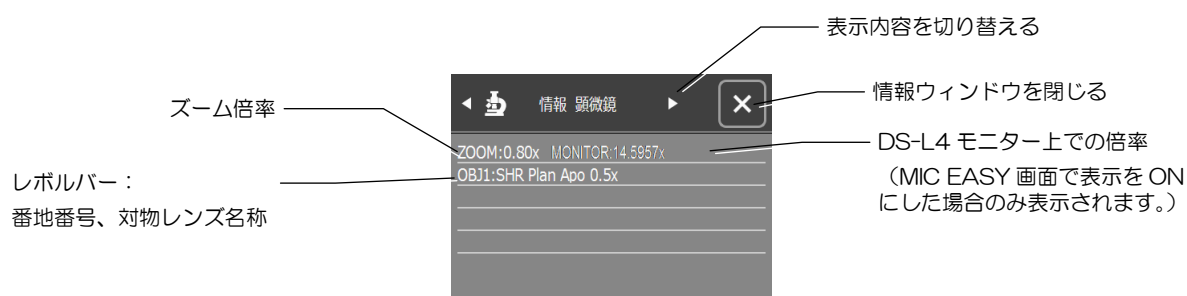 表示内容を切り替える
情報 顕微鏡
情報ウィンドウを閉じる
ズーム倍率
ZOOM:0.80x MONITOR:14.5957x
DS-L4 モニター上での倍率
（MIC EASY 画面で表示を ON
にした場合のみ表示されます。）
OBJ1:SHR Plan Apo 0.5x
レボルバー：
番地番号、対物レンズ名称